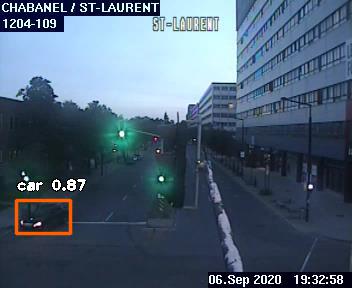 CHABANEL / ST-LAURENT
1204-109
ST-LAURENT
car 0.87
06.Sep 2020 19:32:58